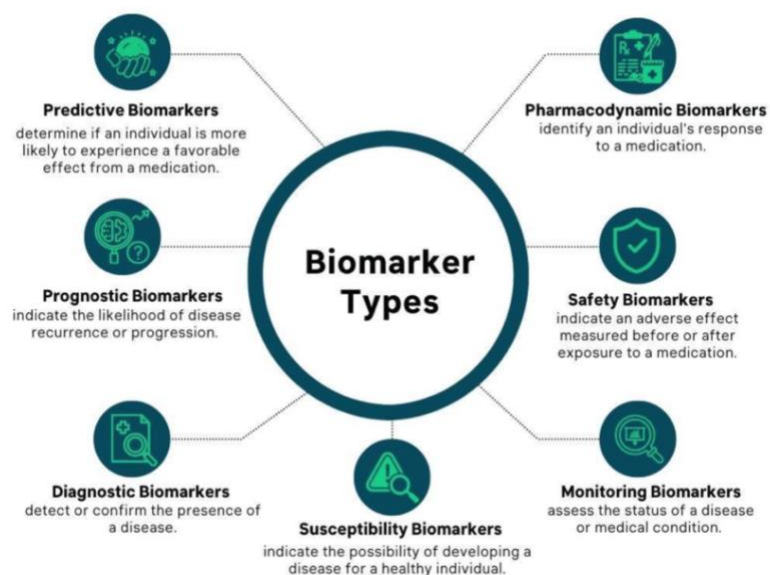 Predictive Biomarkers
determine if an individual is more
likely to experience a favorable
effect from a medication.
Pharmacodynamic Biomarkers
identify an individual's response
to a medication.
Prognostic Biomarkers
indicate the likelihood of disease
recurrence or progression.
Biomarker
Types
Safety Biomarkers
indicate an adverse effect
measured before or after
exposure to a medication.
Diagnostic Biomarkers
detect or confirm the presence of
a disease.
Susceptibility Biomarkers
indicate the possibility of developing a
disease for a healthy individual.
Monitoring Biomarkers
assess the status of a disease
or medical condition.